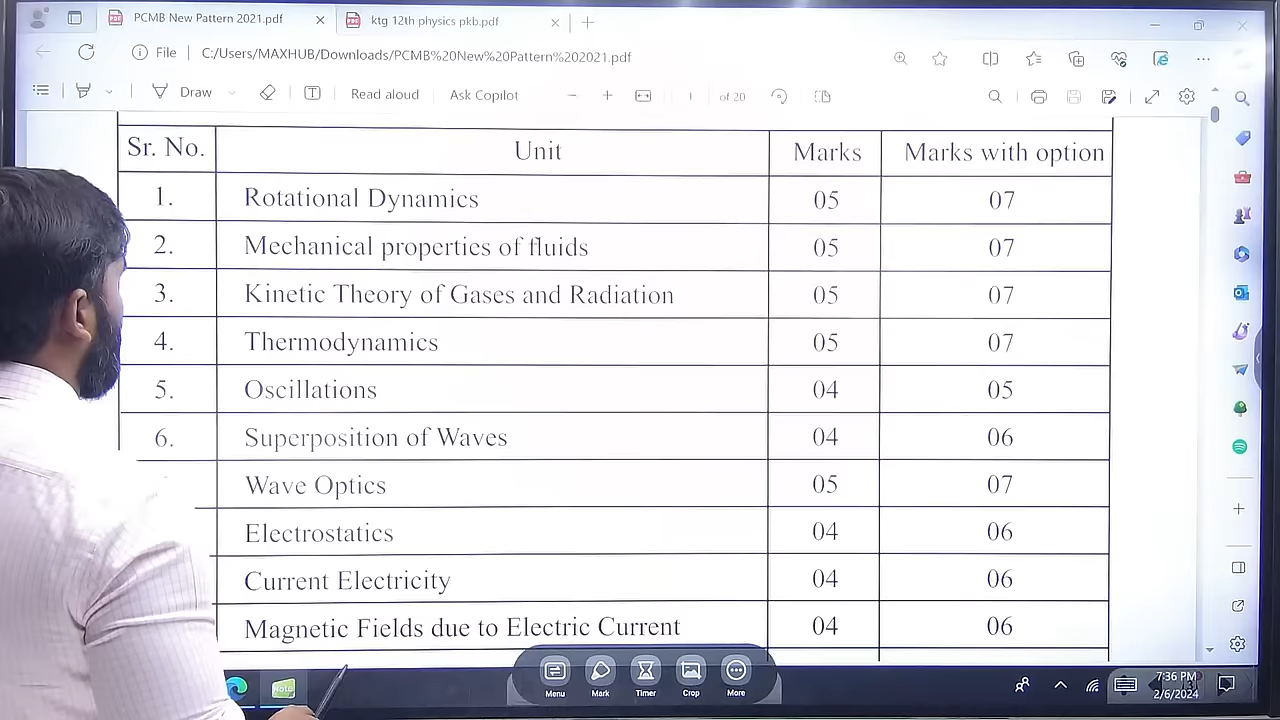 PCMB New Pattern 2021.pdf
ktg 12th physics pkb.pdf
File C:/Users/MAXHUB/Downloads/PCMB%20New%20Pattern%202021.pdf
Draw Read aloud Ask Copilot 1 of 20
Sr. No. Unit Marks Marks with option
1. Rotational Dynamics 05 07
2. Mechanical properties of fluids 05 07
3. Kinetic Theory of Gases and Radiation 05 07
4. Thermodynamics 05 07
5. Oscillations 04 05
6. Superposition of Waves 04 06
Wave Optics 05 07
Electrostatics 04 06
Current Electricity 04 06
Magnetic Fields due to Electric Current 04 06
Menu Mark Timer Crop More
Note
7:36 PM
2/6/2024